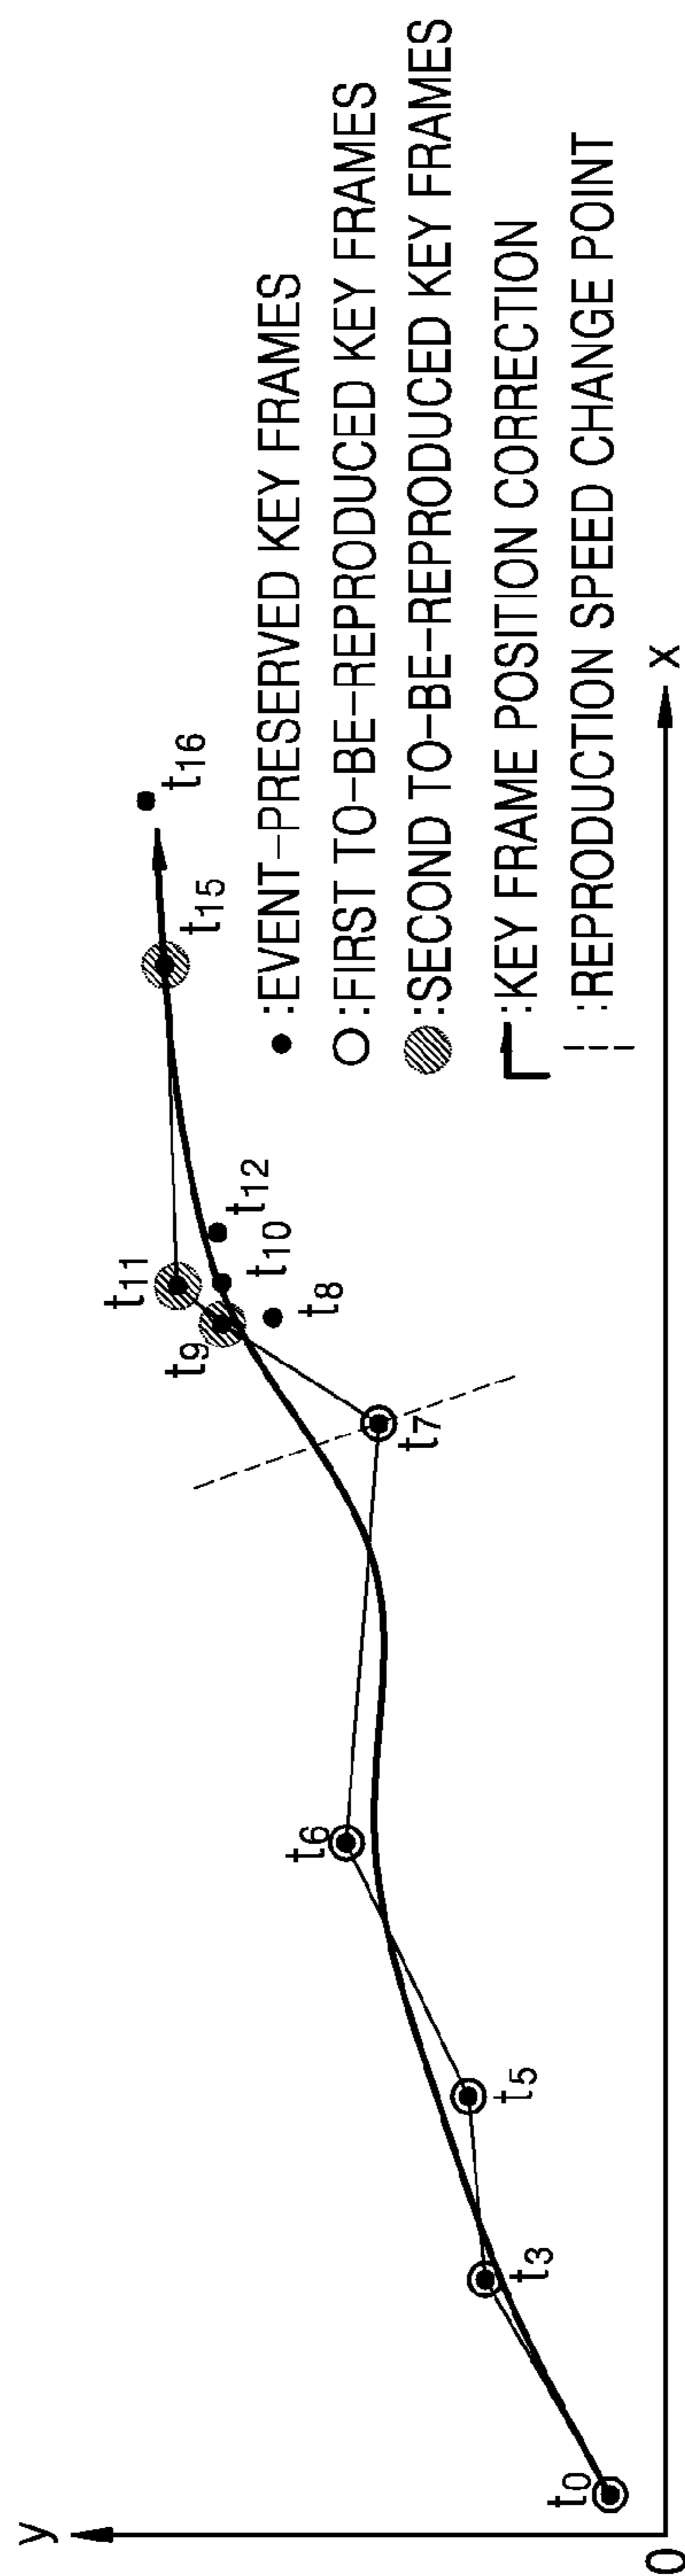 y
t16
t15
t11
t12
t10
t9
t8
t7
t6
t5
t3
t0
0
x
● :EVENT-PRESERVED KEY FRAMES
○ :FIRST TO-BE-REPRODUCED KEY FRAMES
:SECOND TO-BE-REPRODUCED KEY FRAMES
:KEY FRAME POSITION CORRECTION
:REPRODUCTION SPEED CHANGE POINT